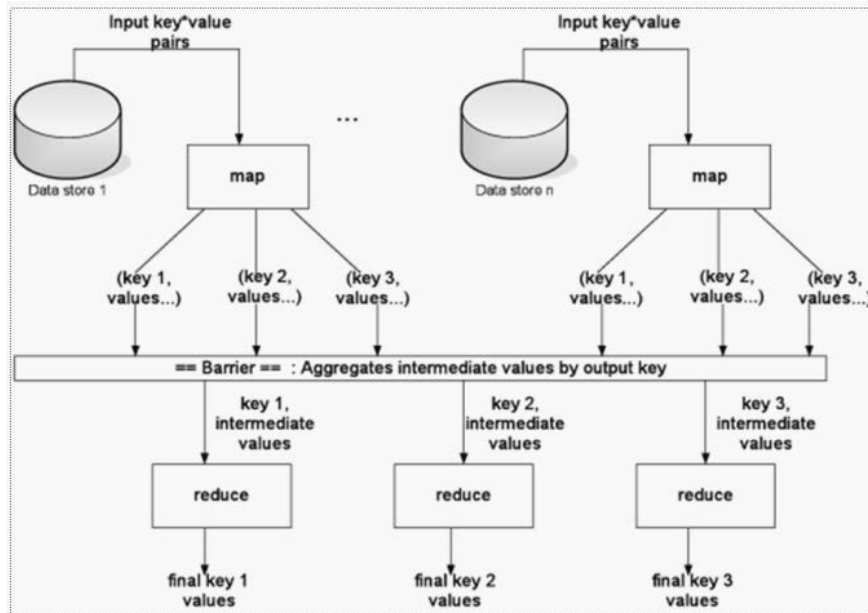 Input key*value
pairs
Input key*value
pairs
...
Data store 1
map
Data store n
map
(key 1,
values...)
(key 2,
values...)
(key 3,
values...)
(key 1,
values...)
(key 2,
values...)
(key 3,
values...)
== Barrier == : Aggregates intermediate values by output key
key 1,
intermediate
values
key 2,
intermediate
values
key 3,
intermediate
values
reduce
reduce
reduce
final key 1
values
final key 2
values
final key 3
values